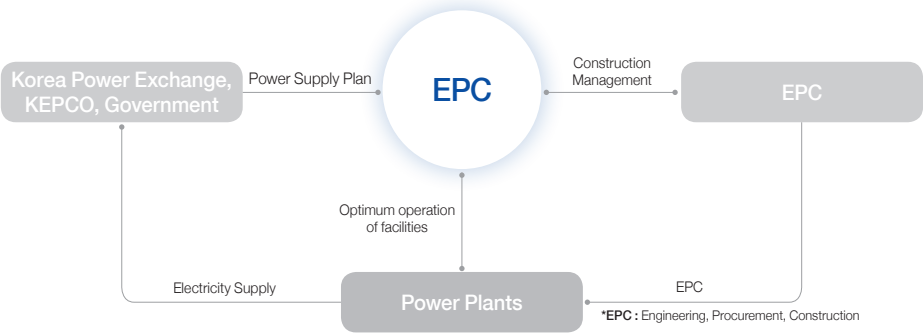 Korea Power Exchange,
KEPCO, Government
Power Supply Plan
EPC
Construction
Management
EPC
Optimum operation
of facilities
Electricity Supply
Power Plants
EPC
*EPC : Engineering, Procurement, Construction